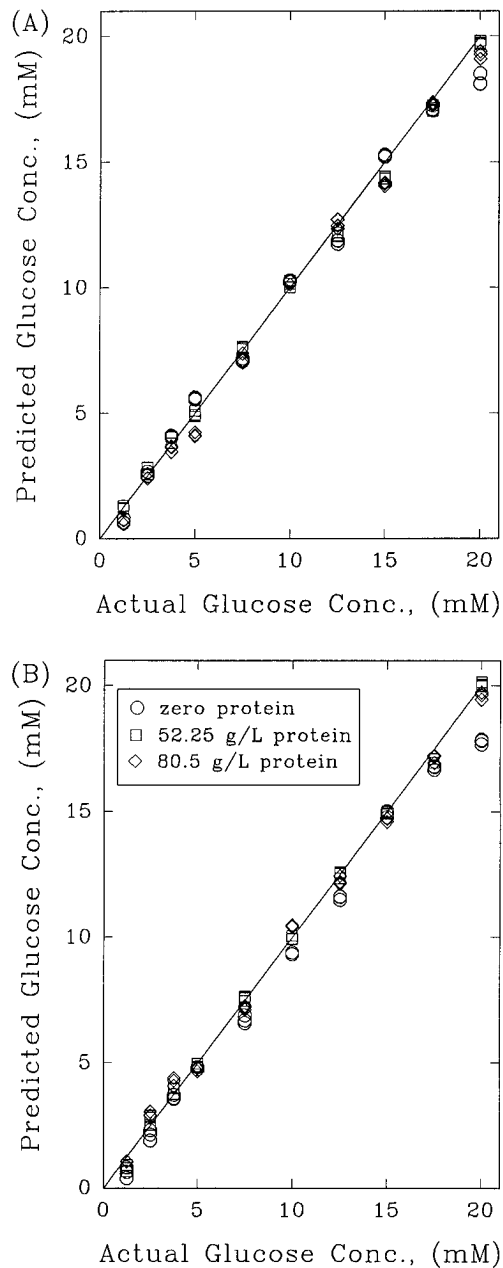 (A)
20
15
10
5
0
Predicted Glucose Conc., (mM)
0 5 10 15 20
Actual Glucose Conc., (mM)
(B)
zero protein
52.25 g/L protein
80.5 g/L protein
20
15
10
5
0
Predicted Glucose Conc., (mM)
0 5 10 15 20
Actual Glucose Conc., (mM)